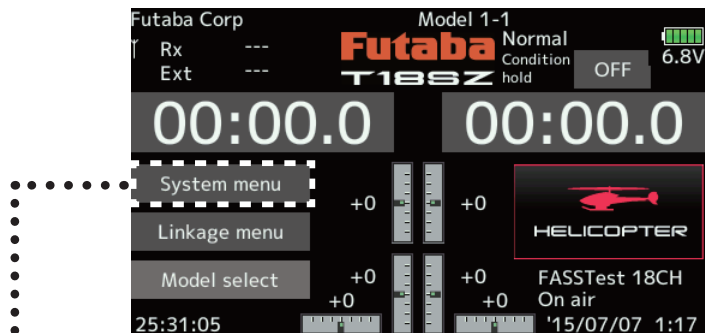 Futaba Corp Model 1-1
Rx --- Futaba Normal 6.8V
Ext --- T18SZ Condition hold OFF
00:00.0 00:00.0
System menu
+0 +0
Linkage menu HELICOPTER
Model select +0 +0 FASSTest 18CH
+0 +0 On air
25:31:05 '15/07/07 1:17